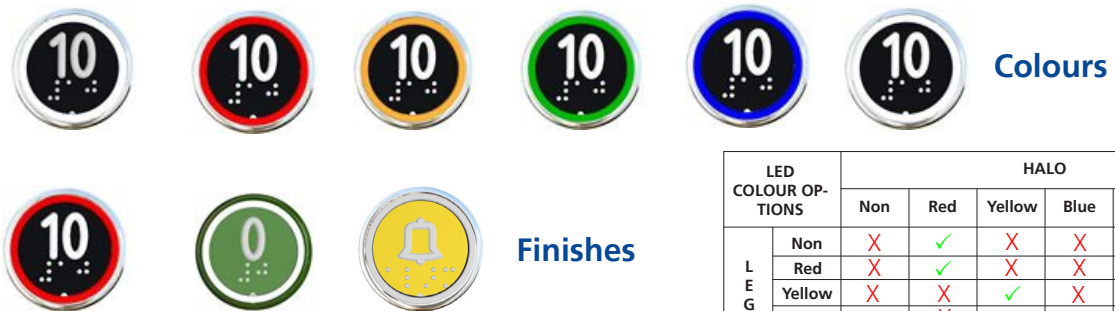 10 10 10 10 10 10 Colours
10 0 Finishes
LED COLOUR OP-
TIONS
HALO
Non Red Yellow Blue
L
E
G
Non X ✓ X X
Red X ✓ X X
Yellow X X ✓ X
X